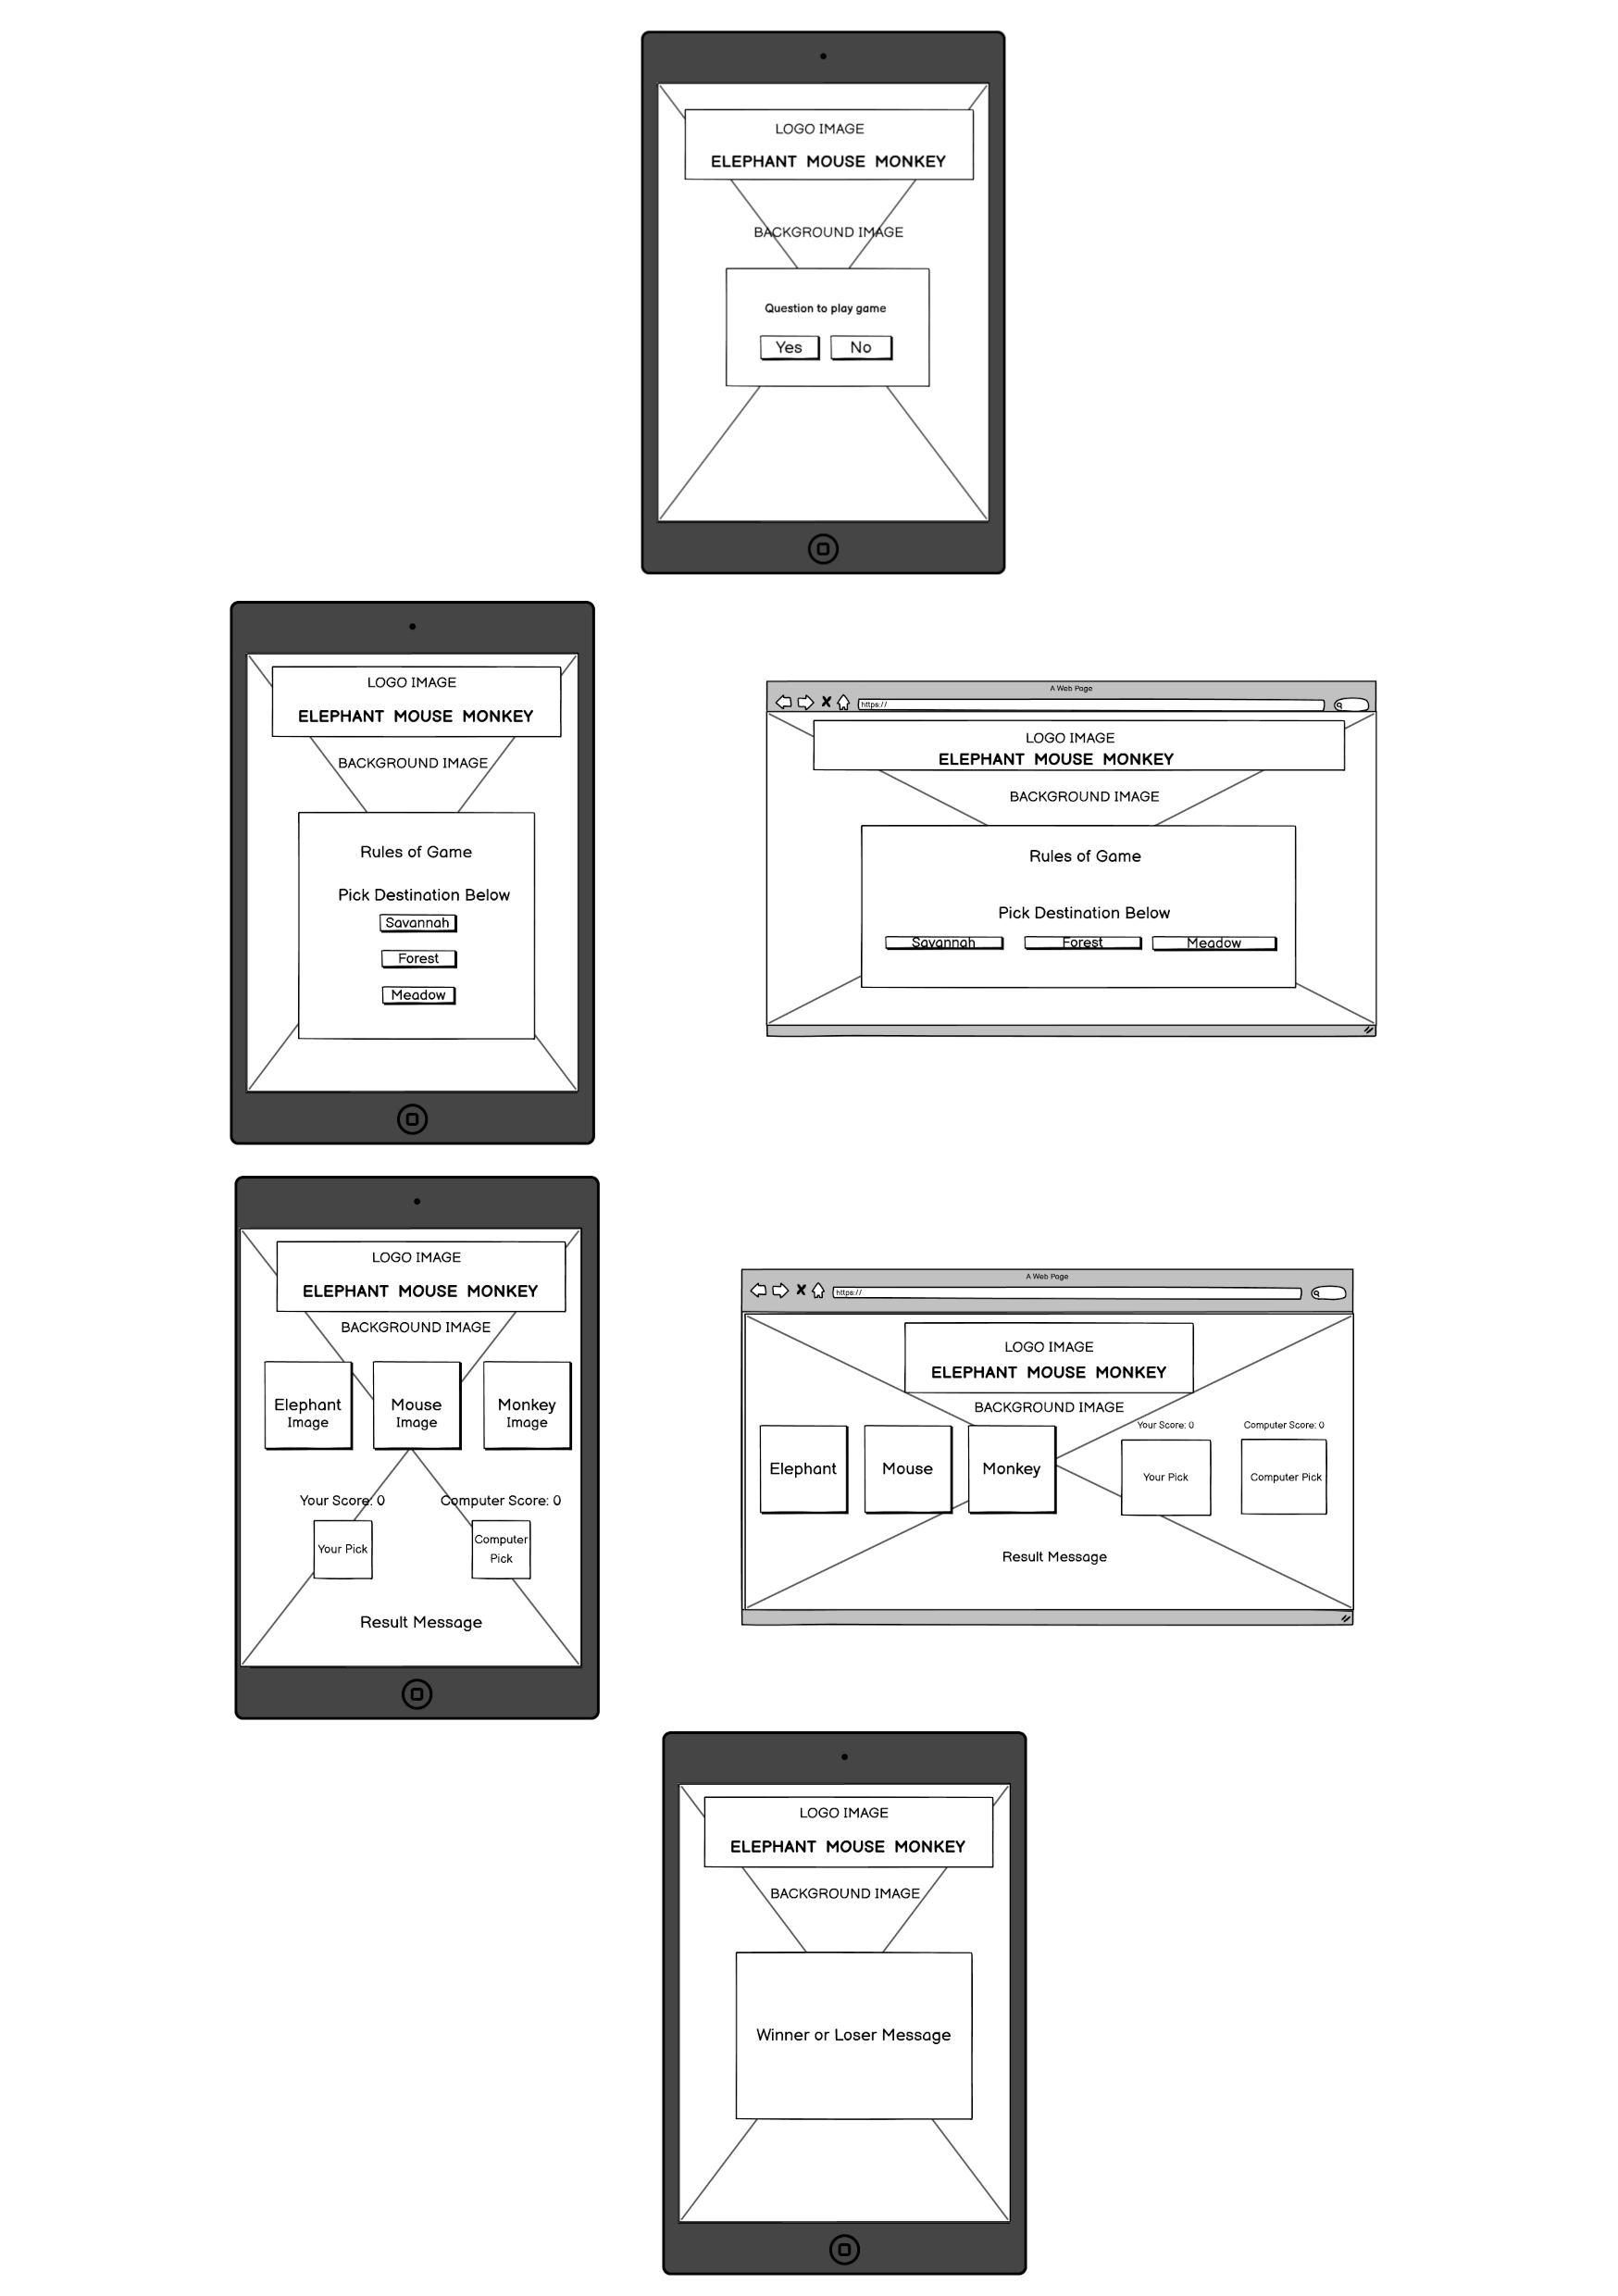 LOGO IMAGE
ELEPHANT MOUSE MONKEY
BACKGROUND IMAGE
Question to play game
Yes No
LOGO IMAGE
ELEPHANT MOUSE MONKEY
BACKGROUND IMAGE
Rules of Game
Pick Destination Below
Savannah
Forest
Meadow
A Web Page
https://
LOGO IMAGE
ELEPHANT MOUSE MONKEY
BACKGROUND IMAGE
Rules of Game
Pick Destination Below
Savannah Forest Meadow
LOGO IMAGE
ELEPHANT MOUSE MONKEY
BACKGROUND IMAGE
Elephant Mouse Monkey
Image Image Image
Your Score: 0 Computer Score: 0
Your Pick
Computer
Pick
Result Message
A Web Page
https://
LOGO IMAGE
ELEPHANT MOUSE MONKEY
BACKGROUND IMAGE
Your Score: 0 Computer Score: 0
Elephant Mouse Monkey
Your Pick Computer Pick
Result Message
LOGO IMAGE
ELEPHANT MOUSE MONKEY
BACKGROUND IMAGE
Winner or Loser Message